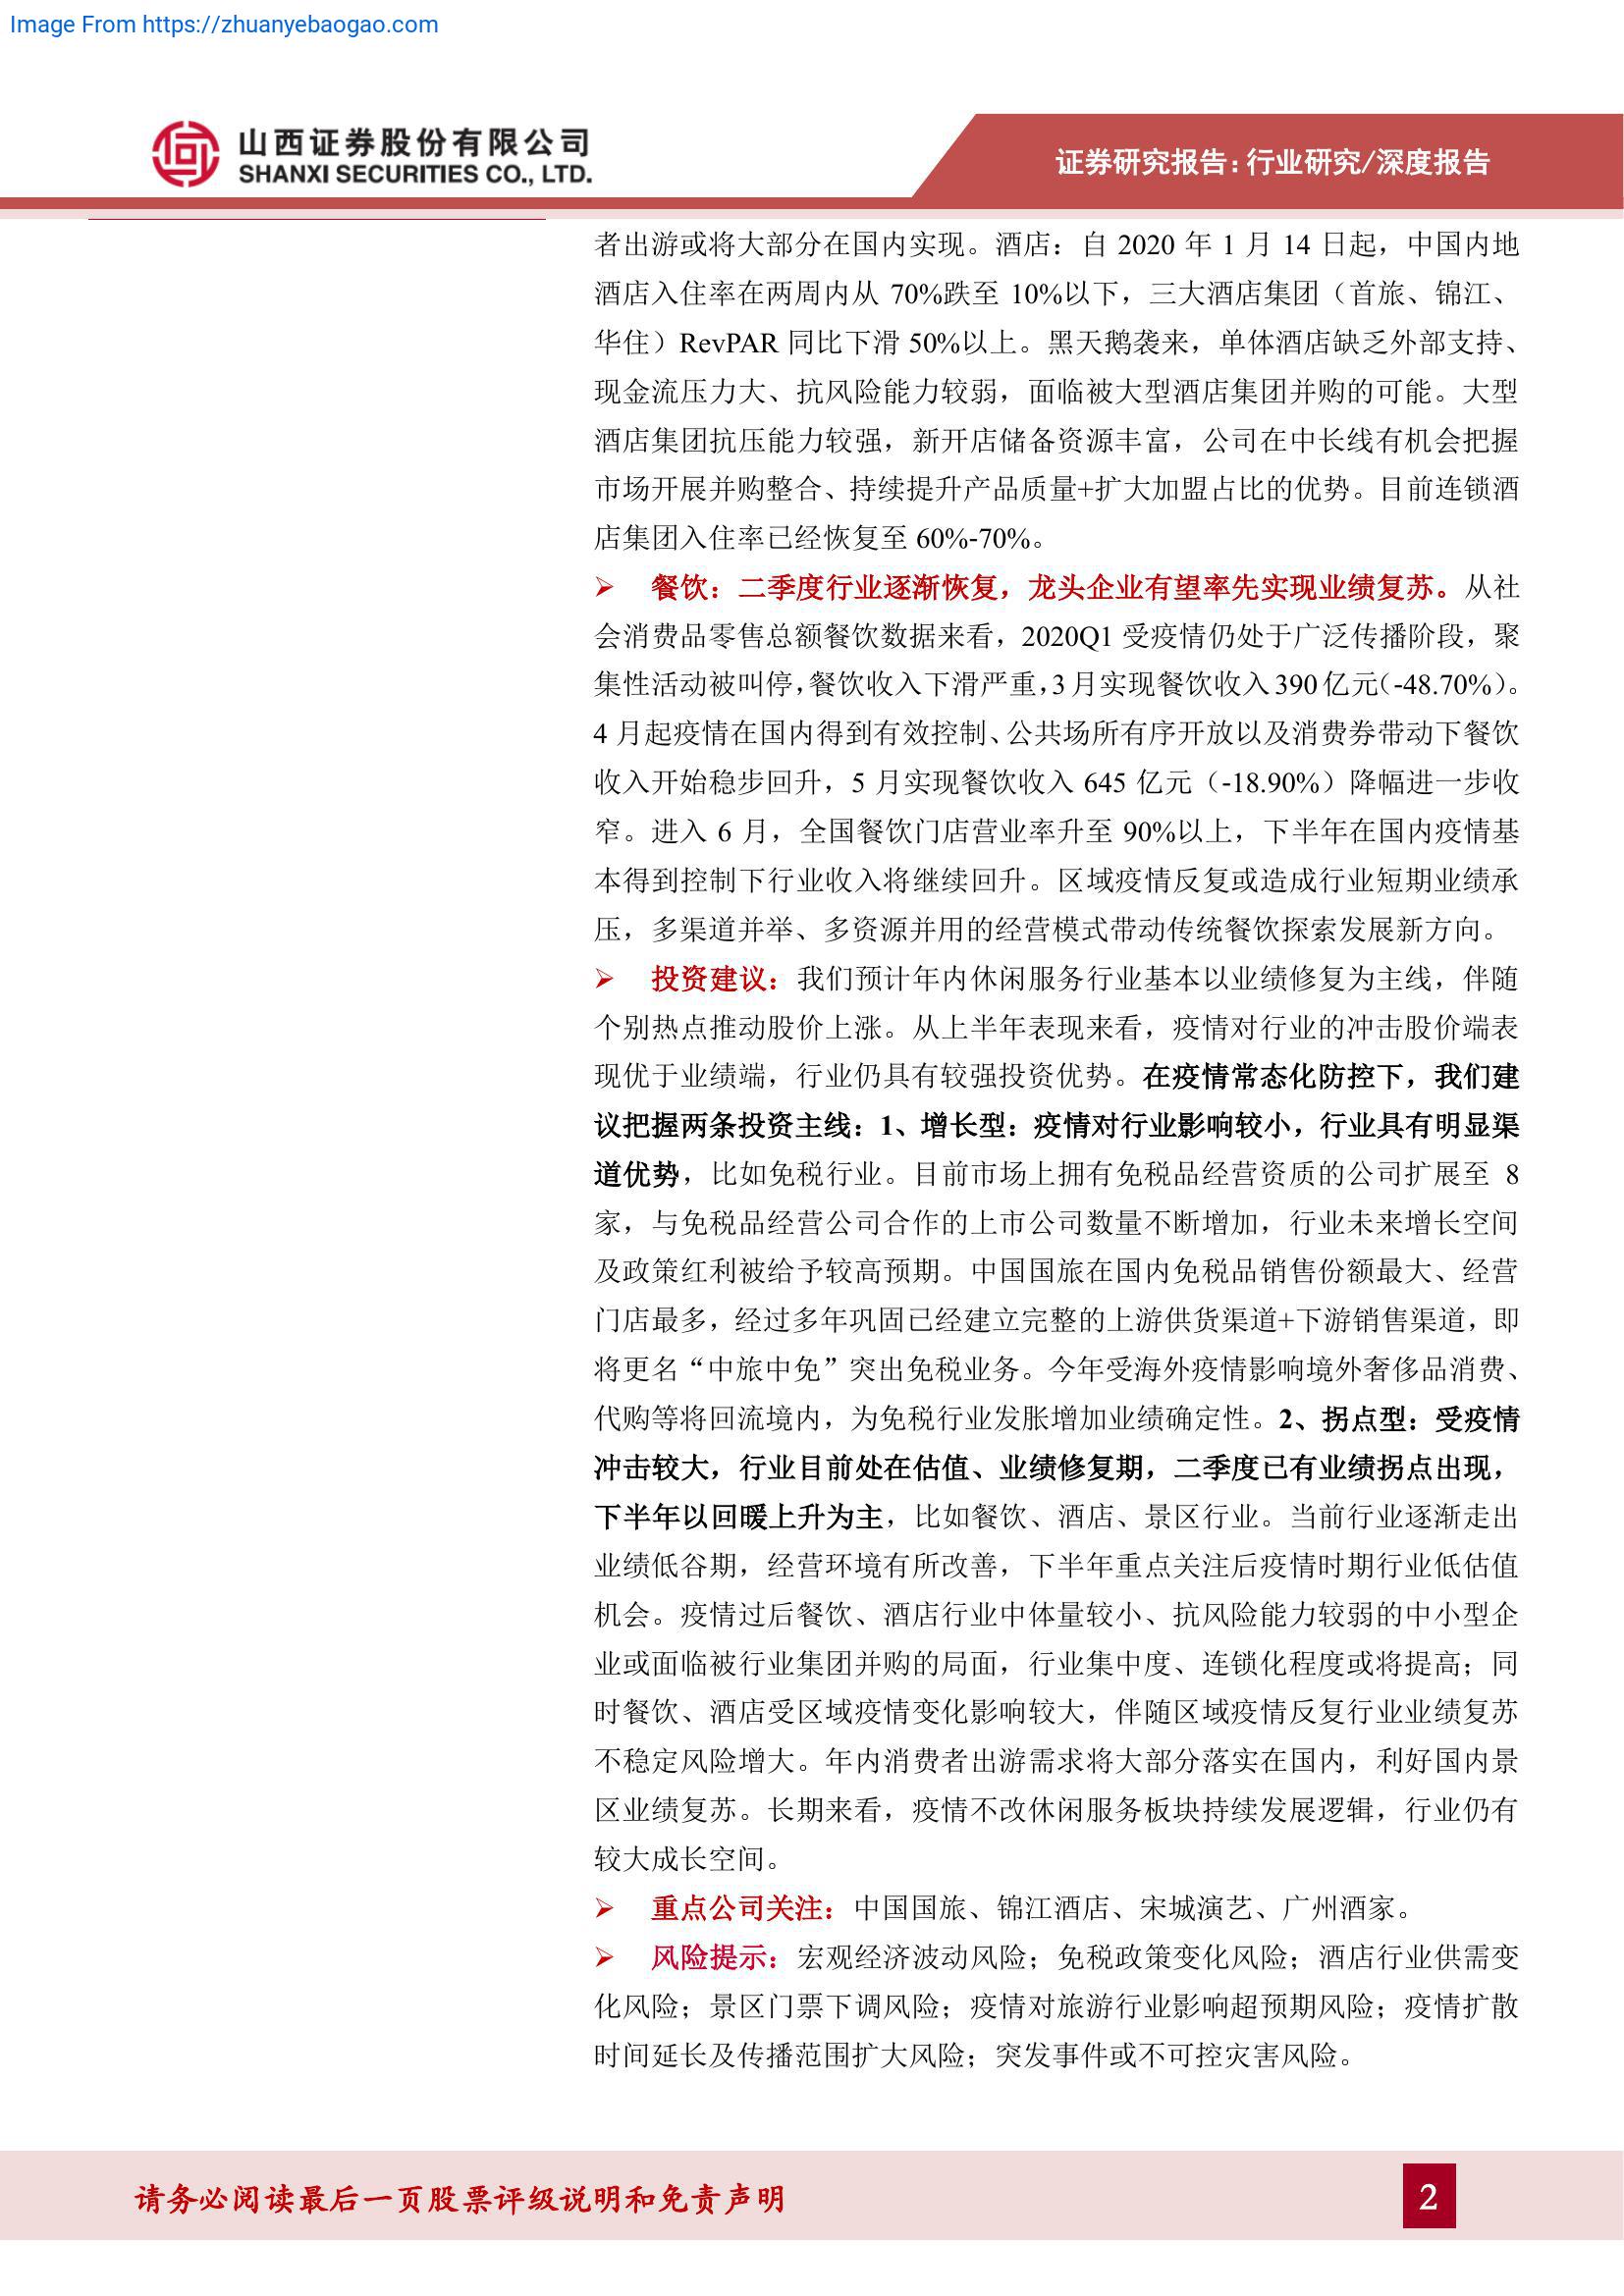 Image From https://zhuanyebaogao.com
山西证券股份有限公司
SHANXI SECURITIES CO., LTD.
证券研究报告：行业研究/深度报告
者出游或将大部分在国内实现。酒店：自 2020 年 1 月 14 日起，中国内地
酒店入住率在两周内从 70%跌至 10%以下，三大酒店集团（首旅、锦江、
华住）RevPAR 同比下滑 50%以上。黑天鹅袭来，单体酒店缺乏外部支持、
现金流压力大、抗风险能力较弱，面临被大型酒店集团并购的可能。大型
酒店集团抗压能力较强，新开店储备资源丰富，公司在中长线有机会把握
市场开展并购整合、持续提升产品质量+扩大加盟占比的优势。目前连锁酒
店集团入住率已经恢复至 60%-70%。
➢ 餐饮：二季度行业逐渐恢复，龙头企业有望率先实现业绩复苏。从社
会消费品零售总额餐饮数据来看，2020Q1 受疫情仍处于广泛传播阶段，聚
集性活动被叫停，餐饮收入下滑严重，3 月实现餐饮收入 390 亿元（-48.70%）。
4 月起疫情在国内得到有效控制、公共场所有序开放以及消费券带动下餐饮
收入开始稳步回升，5 月实现餐饮收入 645 亿元（-18.90%）降幅进一步收
窄。进入 6 月，全国餐饮门店营业率升至 90%以上，下半年在国内疫情基
本得到控制下行业收入将继续回升。区域疫情反复或造成行业短期业绩承
压，多渠道并举、多资源并用的经营模式带动传统餐饮探索发展新方向。
➢ 投资建议：我们预计年内休闲服务行业基本以业绩修复为主线，伴随
个别热点推动股价上涨。从上半年表现来看，疫情对行业的冲击股价端表
现优于业绩端，行业仍具有较强投资优势。在疫情常态化防控下，我们建
议把握两条投资主线：1、增长型：疫情对行业影响较小，行业具有明显渠
道优势，比如免税行业。目前市场上拥有免税品经营资质的公司扩展至 8
家，与免税品经营公司合作的上市公司数量不断增加，行业未来增长空间
及政策红利被给予较高预期。中国国旅在国内免税品销售份额最大、经营
门店最多，经过多年巩固已经建立完整的上游供货渠道+下游销售渠道，即
将更名“中旅中免”突出免税业务。今年受海外疫情影响境外奢侈品消费、
代购等将回流境内，为免税行业发胀增加业绩确定性。2、拐点型：受疫情
冲击较大，行业目前处在估值、业绩修复期，二季度已有业绩拐点出现，
下半年以回暖上升为主，比如餐饮、酒店、景区行业。当前行业逐渐走出
业绩低谷期，经营环境有所改善，下半年重点关注后疫情时期行业低估值
机会。疫情过后餐饮、酒店行业中体量较小、抗风险能力较弱的中小型企
业或面临被行业集团并购的局面，行业集中度、连锁化程度或将提高；同
时餐饮、酒店受区域疫情变化影响较大，伴随区域疫情反复行业业绩复苏
不稳定风险增大。年内消费者出游需求将大部分落实在国内，利好国内景
区业绩复苏。长期来看，疫情不改休闲服务板块持续发展逻辑，行业仍有
较大成长空间。
➢ 重点公司关注：中国国旅、锦江酒店、宋城演艺、广州酒家。
➢ 风险提示：宏观经济波动风险；免税政策变化风险；酒店行业供需变
化风险；景区门票下调风险；疫情对旅游行业影响超预期风险；疫情扩散
时间延长及传播范围扩大风险；突发事件或不可控灾害风险。
请务必阅读最后一页股票评级说明和免责声明
2